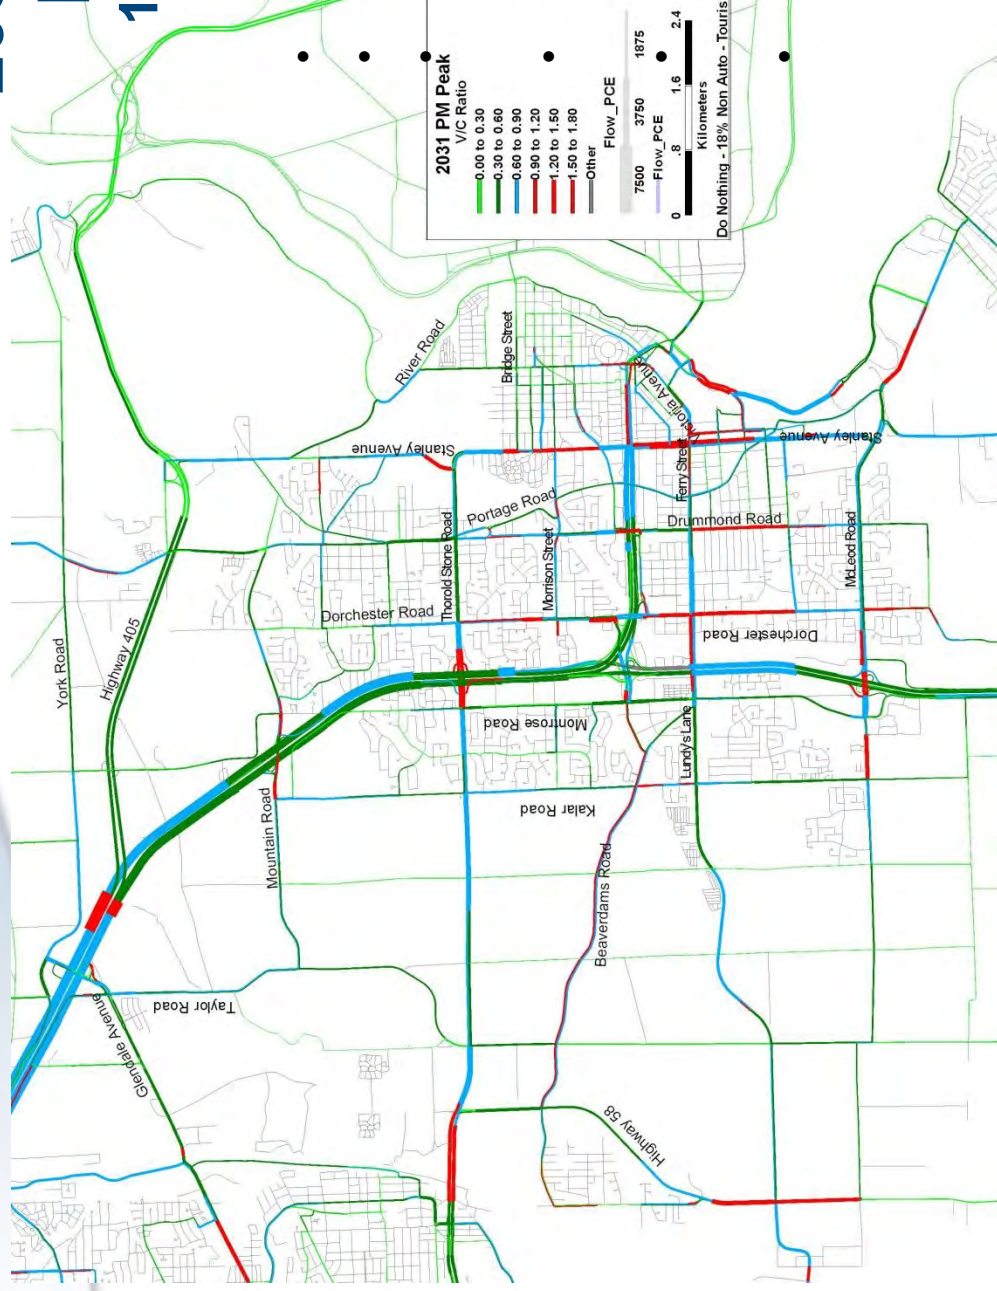 2031 PM Peak
V/C Ratio
0.00 to 0.30
0.30 to 0.60
0.60 to 0.90
0.90 to 1.20
1.20 to 1.50
1.50 to 1.80
Other
Flow_PCE
7500 3750 1875
Flow_PCE
0 .8 1.6 2.4
Kilometers
Do Nothing - 18% Non Auto - Touris
York Road
Highway 405
River Road
Bridge Street
Stanley Avenue
Portage Road
Thorold Stone Road
Morrison Street
Victoria Avenue
Ferry Street
Stanley Avenue
Drummond Road
McLeod Road
Dorchester Road
Dorchester Road
Montrose Road
Lundy's Lane
Kalar Road
Mountain Road
Beaverdams Road
Taylor Road
Glendale Avenue
Highway 58